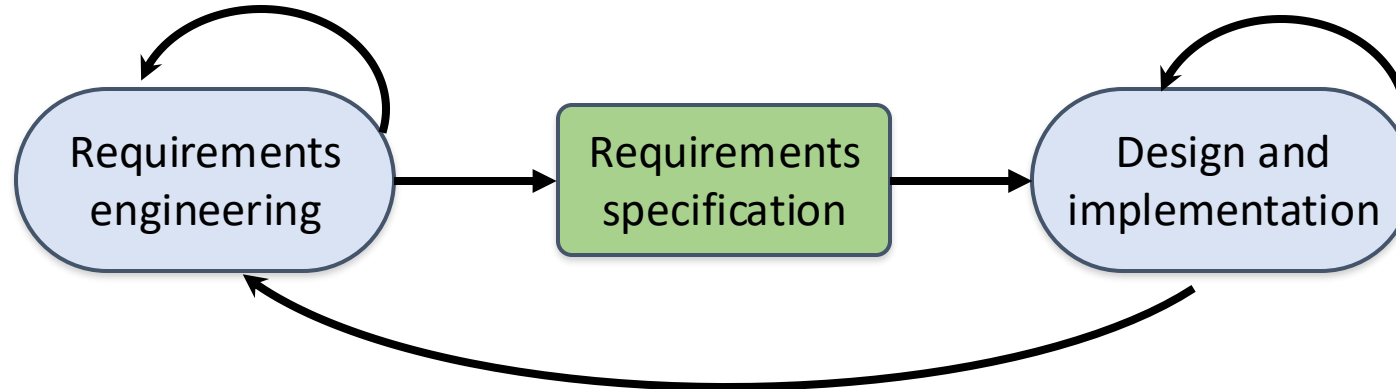 Requirements
engineering
Requirements
specification
Design and
implementation